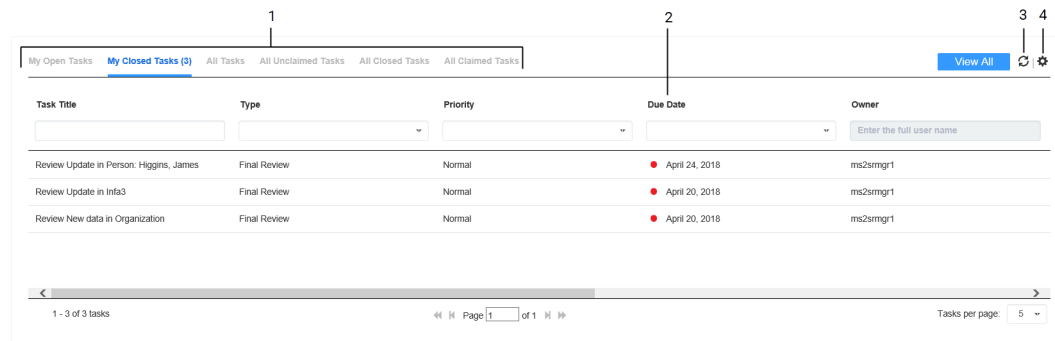 1 2 3 4
My Open Tasks My Closed Tasks (3) All Tasks All Unclaimed Tasks All Closed Tasks All Claimed Tasks View All
Task Title Type Priority Due Date Owner
Enter the full user name
Review Update in Person: Higgins, James Final Review Normal April 24, 2018 ms2srmgr1
Review Update in Infa3 Final Review Normal April 20, 2018 ms2srmgr1
Review New data in Organization Final Review Normal April 20, 2018 ms2srmgr1
1 - 3 of 3 tasks Page 1 of 1 Tasks per page: 5